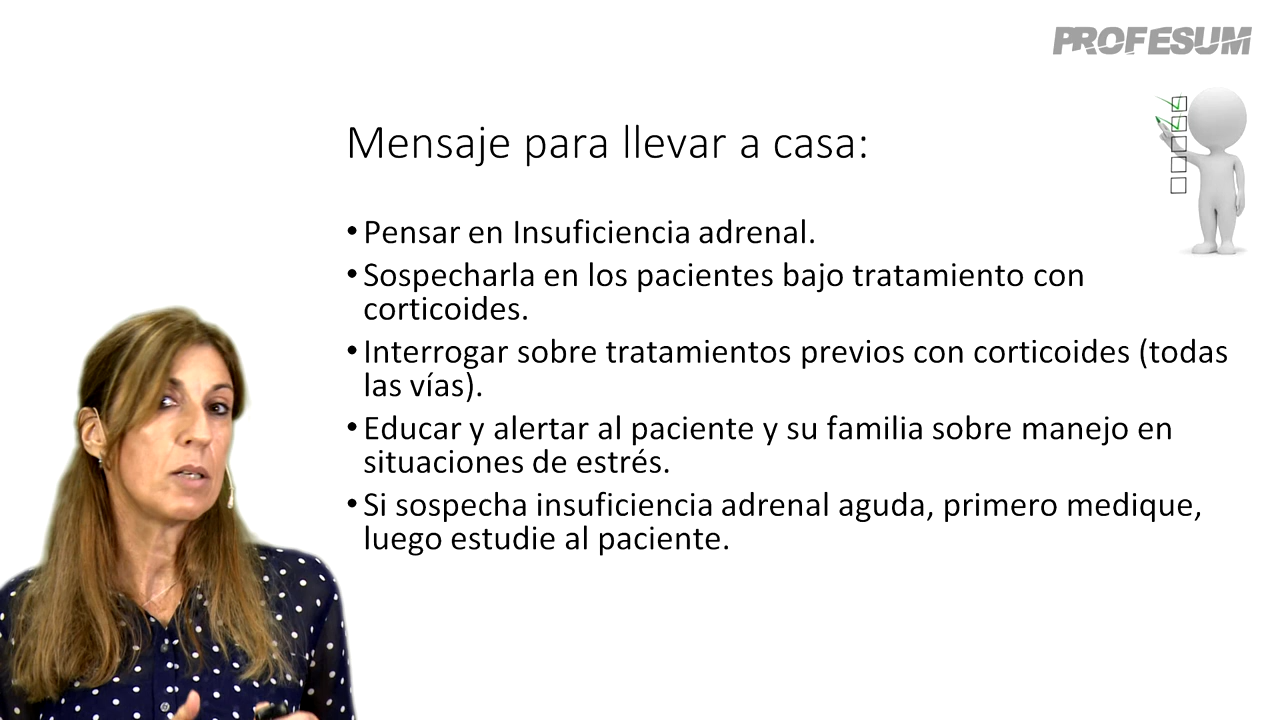 PROFESUM
Mensaje para llevar a casa:
• Pensar en Insuficiencia adrenal.
• Sospecharla en los pacientes bajo tratamiento con
corticoides.
• Interrogar sobre tratamientos previos con corticoides (todas
las vías).
• Educar y alertar al paciente y su familia sobre manejo en
situaciones de estrés.
• Si sospecha insuficiencia adrenal aguda, primero medique,
luego estudie al paciente.